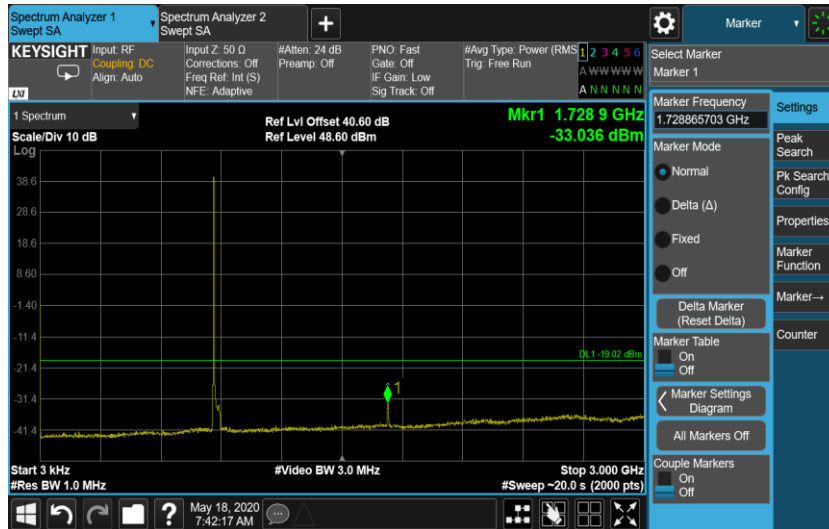 Spectrum Analyzer 1
Swept SA
Spectrum Analyzer 2
Swept SA
Marker
KEYSIGHT
LXI
Input: RF
Coupling: DC
Align: Auto
Input Z: 50 Ω
Corrections: Off
Freq Ref: Int (S)
NFE: Adaptive
#Atten: 24 dB
Preamp: Off
PNO: Fast
Gate: Off
IF Gain: Low
Sig Track: Off
#Avg Type: Power (RMS
Trig: Free Run
1 2 3 4 5 6
A W W W W W
A N N N N N
Select Marker
Marker 1
1 Spectrum
Scale/Div 10 dB
Log
Ref Lvl Offset 40.60 dB
Ref Level 48.60 dBm
Mkr1 1.728 9 GHz
-33.036 dBm
38.6
28.6
18.6
8.60
-1.40
-11.4
-21.4
-31.4
-41.4
DL1 -19.02 dBm
1
Start 3 kHz
#Res BW 1.0 MHz
#Video BW 3.0 MHz
Stop 3.000 GHz
#Sweep ~20.0 s (2000 pts)
Marker Frequency
1.728865703 GHz
Marker Mode
Normal
Delta (Δ)
Fixed
Off
Delta Marker
(Reset Delta)
Marker Table
On
Off
Marker Settings
Diagram
All Markers Off
Couple Markers
On
Off
Settings
Peak
Search
Pk Search
Config
Properties
Marker
Function
Marker→
Counter
?
May 18, 2020
7:42:17 AM